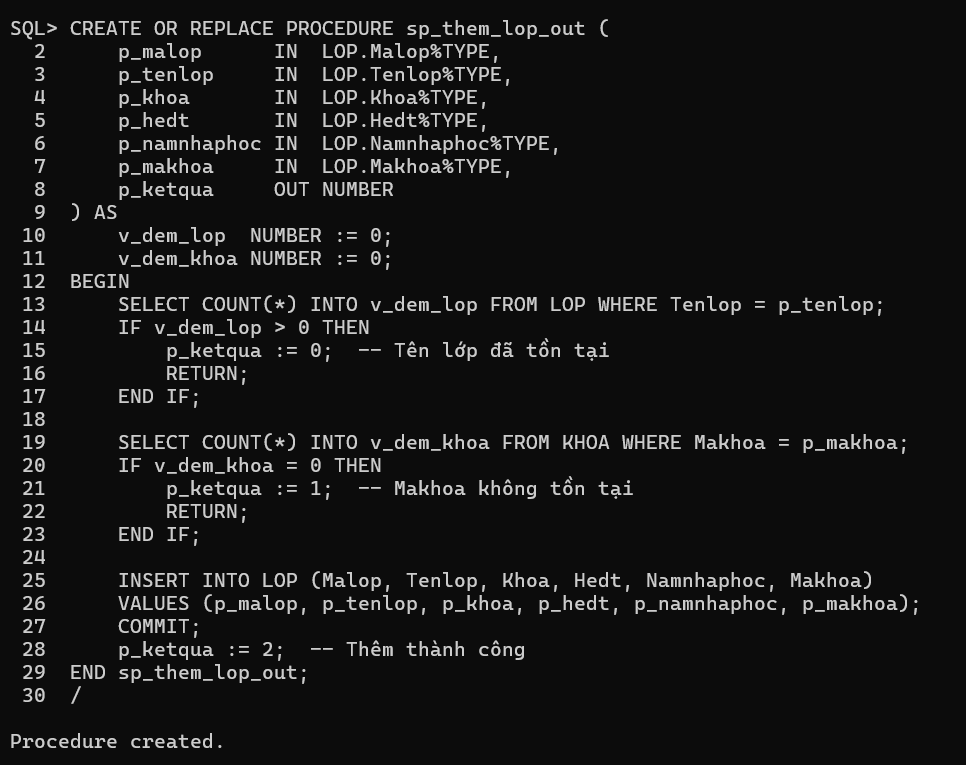 SQL> CREATE OR REPLACE PROCEDURE sp_them_lop_out (
  2      p_malop      IN  LOP.Malop%TYPE,
  3      p_tenlop     IN  LOP.Tenlop%TYPE,
  4      p_khoa       IN  LOP.Khoa%TYPE,
  5      p_hedt       IN  LOP.Hedt%TYPE,
  6      p_namnhaphoc IN  LOP.Namnhaphoc%TYPE,
  7      p_makhoa     IN  LOP.Makhoa%TYPE,
  8      p_ketqua     OUT NUMBER
  9  ) AS
 10      v_dem_lop  NUMBER := 0;
 11      v_dem_khoa NUMBER := 0;
 12  BEGIN
 13      SELECT COUNT(*) INTO v_dem_lop FROM LOP WHERE Tenlop = p_tenlop;
 14      IF v_dem_lop > 0 THEN
 15          p_ketqua := 0;  -- Tên lớp đã tồn tại
 16          RETURN;
 17      END IF;
 18
 19      SELECT COUNT(*) INTO v_dem_khoa FROM KHOA WHERE Makhoa = p_makhoa;
 20      IF v_dem_khoa = 0 THEN
 21          p_ketqua := 1;  -- Makhoa không tồn tại
 22          RETURN;
 23      END IF;
 24
 25      INSERT INTO LOP (Malop, Tenlop, Khoa, Hedt, Namnhaphoc, Makhoa)
 26      VALUES (p_malop, p_tenlop, p_khoa, p_hedt, p_namnhaphoc, p_makhoa);
 27      COMMIT;
 28      p_ketqua := 2;  -- Thêm thành công
 29  END sp_them_lop_out;
 30  /
Procedure created.